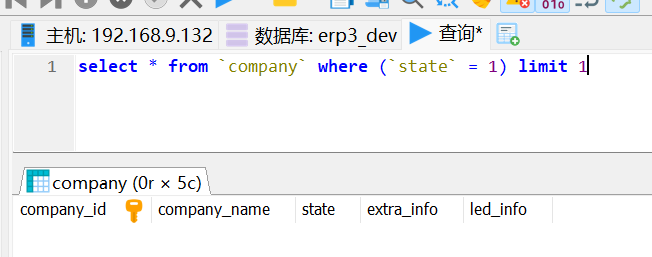 主机: 192.168.9.132 数据库: erp3_dev 查询*
1 select * from `company` where (`state` = 1) limit 1
company (0r × 5c)
company_id company_name state extra_info led_info